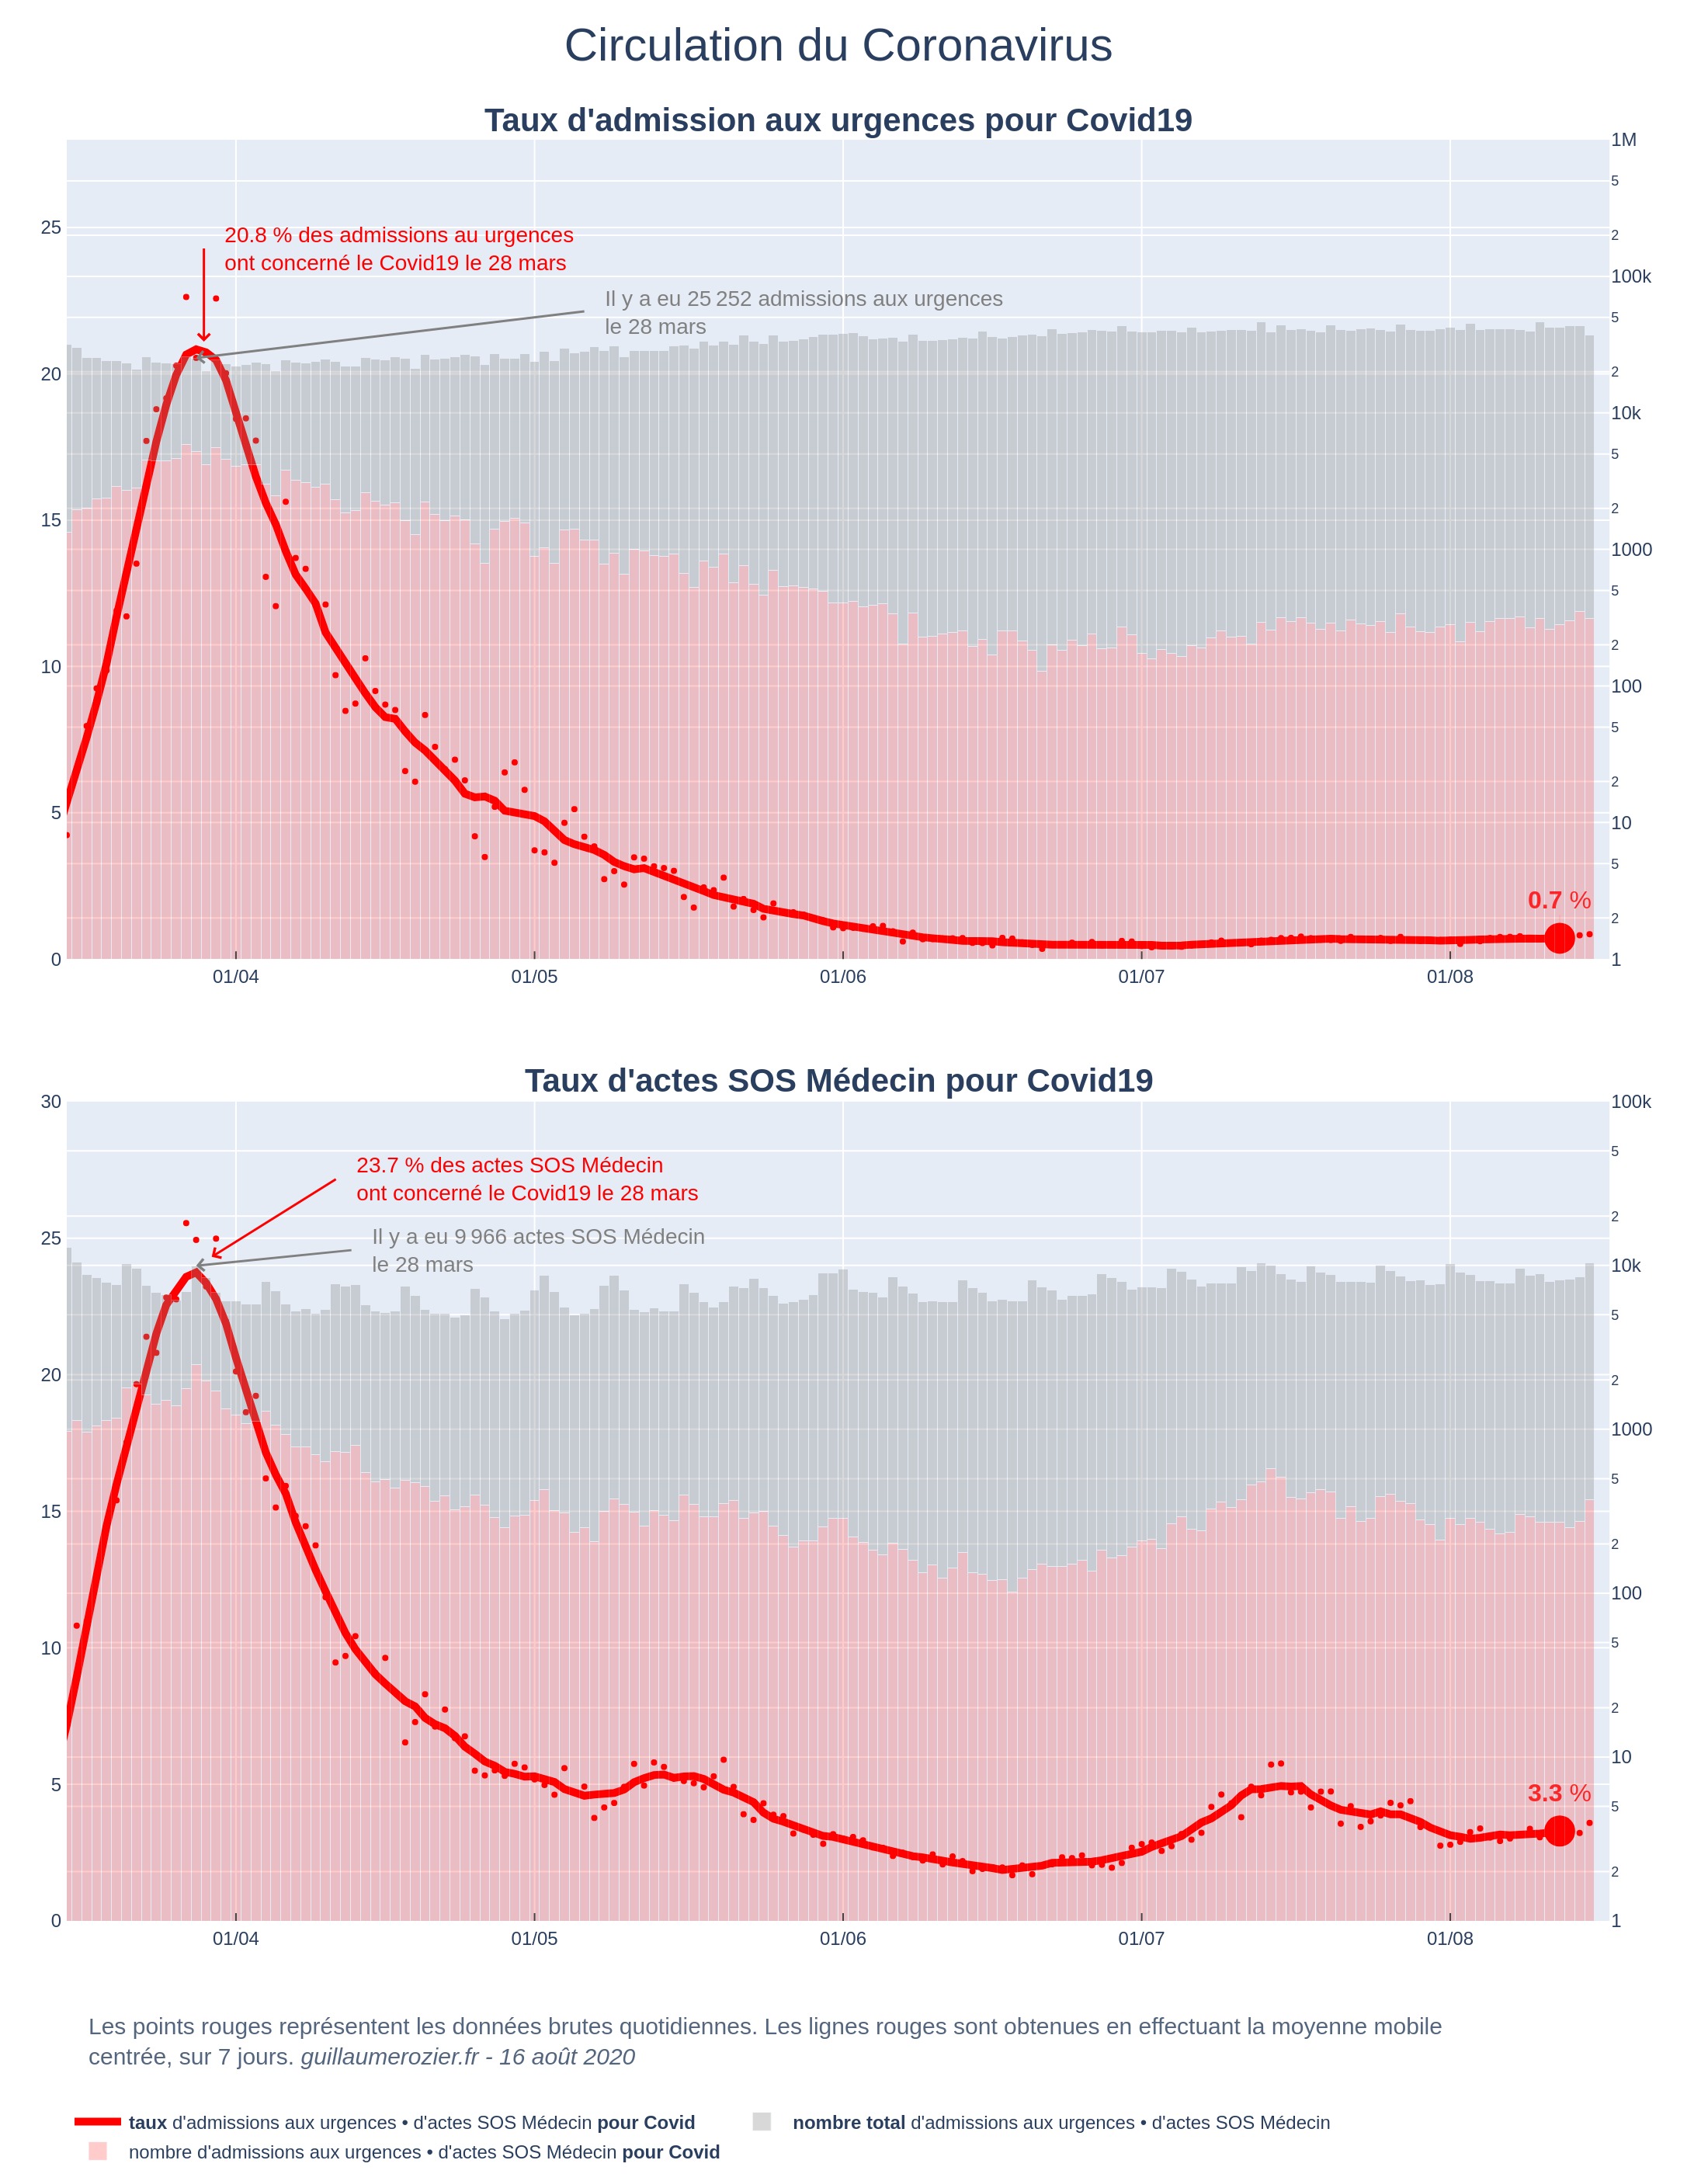 Circulation du Coronavirus
Taux d'admission aux urgences pour Covid19
1M
5
25
2
20.8 % des admissions au urgences
ont concerné le Covid19 le 28 mars
100k
Il y a eu 25 252 admissions aux urgences
le 28 mars
5
20
2
10k
5
15
2
1000
5
10
2
100
5
2
5
10
5
0.7 %
2
0
1
01/04
01/05
01/06
01/07
01/08
Taux d'actes SOS Médecin pour Covid19
30
100k
5
23.7 % des actes SOS Médecin
ont concerné le Covid19 le 28 mars
2
25
Il y a eu 9 966 actes SOS Médecin
le 28 mars
10k
5
20
2
1000
5
15
2
100
10
5
2
10
5
3.3 %
5
2
0
1
01/04
01/05
01/06
01/07
01/08
Les points rouges représentent les données brutes quotidiennes. Les lignes rouges sont obtenues en effectuant la moyenne mobile
centrée, sur 7 jours. guillaumerozier.fr - 16 août 2020
taux d'admissions aux urgences • d'actes SOS Médecin pour Covid
nombre total d'admissions aux urgences • d'actes SOS Médecin
nombre d'admissions aux urgences • d'actes SOS Médecin pour Covid